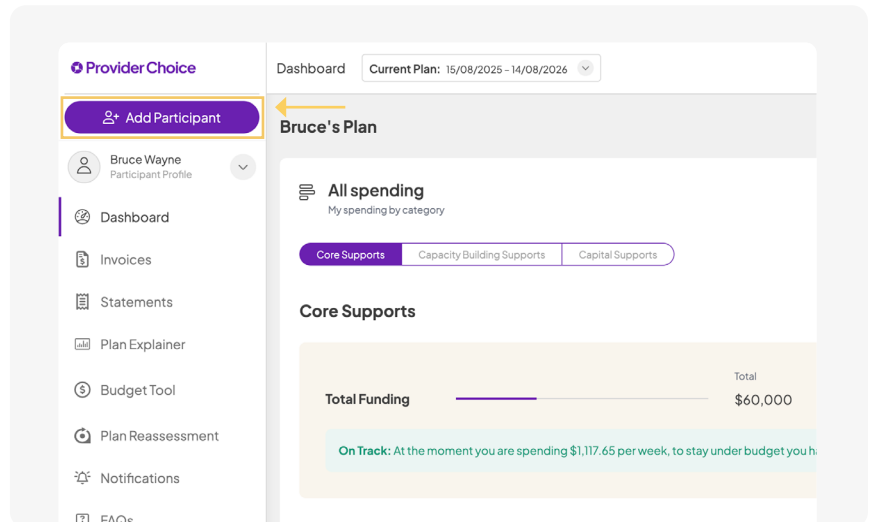 Provider Choice
Dashboard
Current Plan: 15/08/2025 - 14/08/2026
Add Participant
Bruce's Plan
Bruce Wayne
Participant Profile
All spending
My spending by category
Dashboard
Core Supports
Capacity Building Supports
Capital Supports
Invoices
Statements
Core Supports
Plan Explainer
Total
Budget Tool
Total Funding
$60,000
Plan Reassessment
On Track: At the moment you are spending $1,117.65 per week, to stay under budget you
Notifications
FAQs